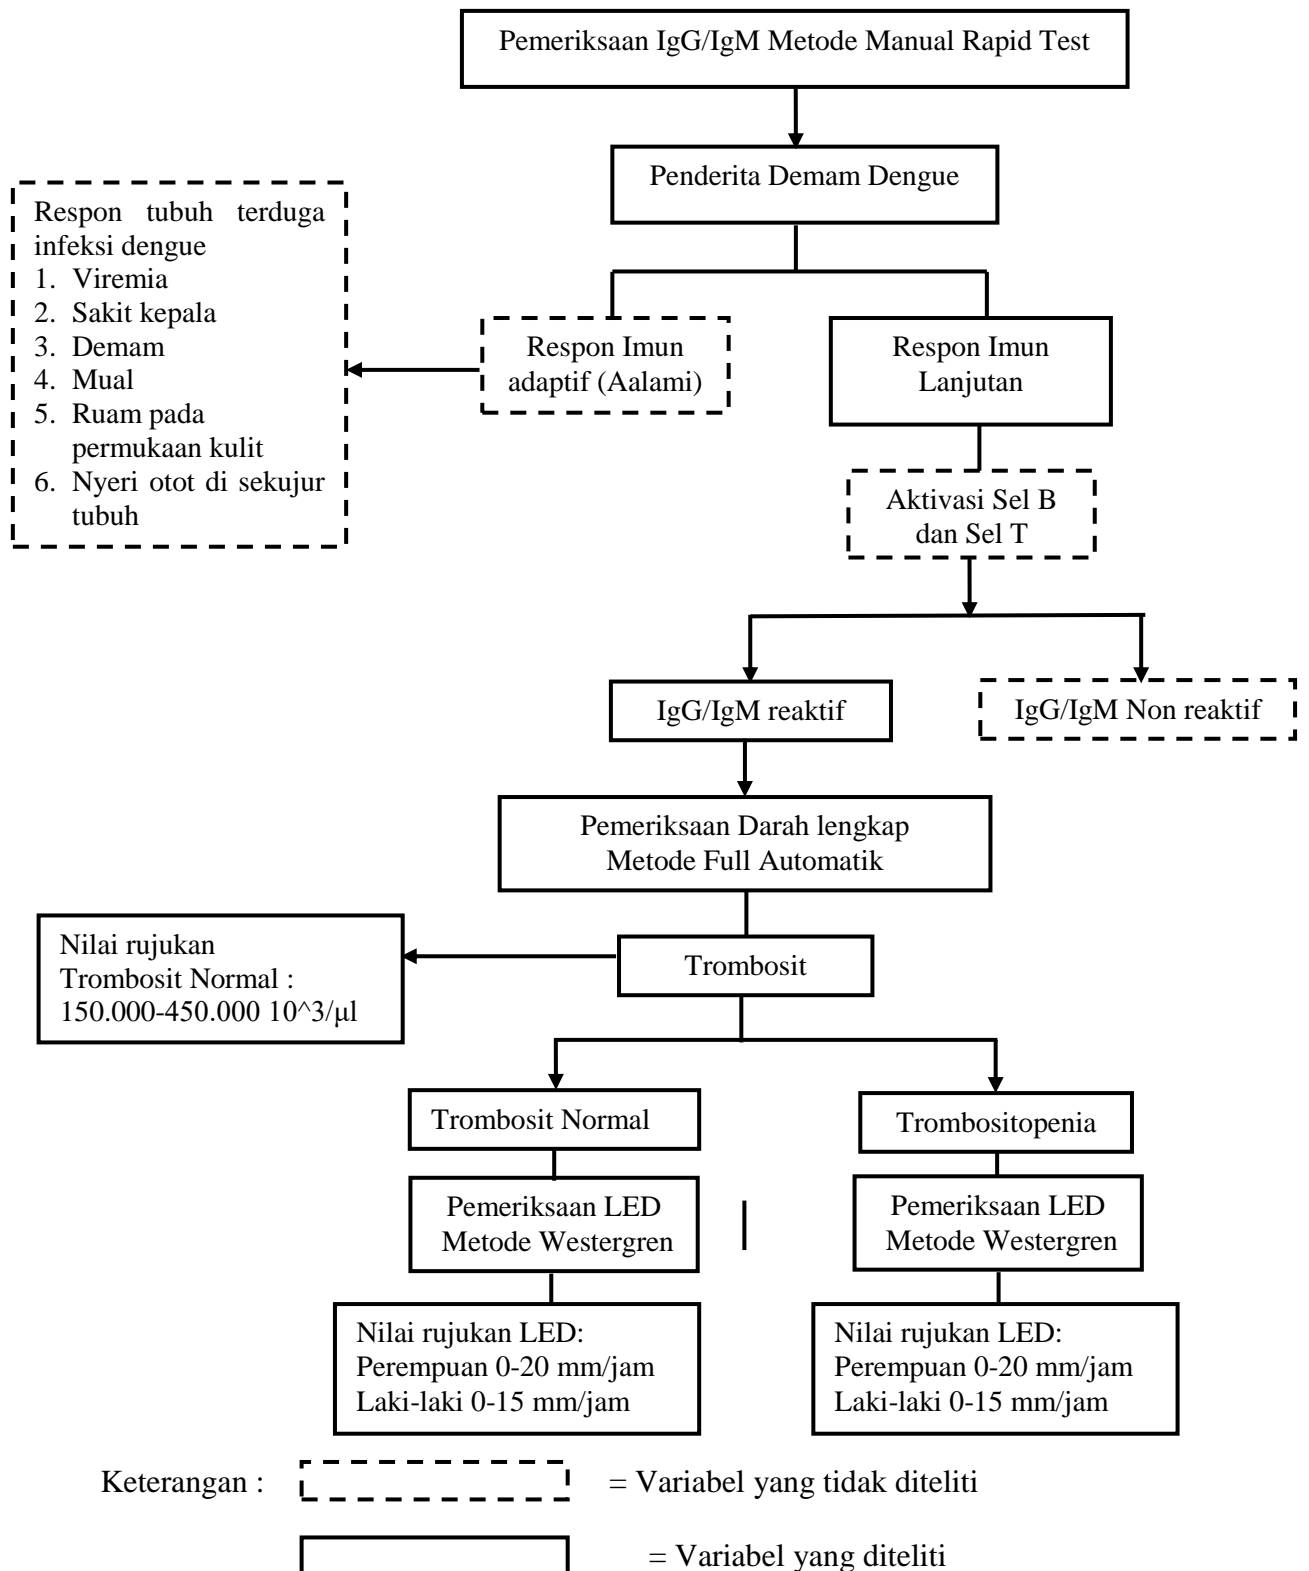 Pemeriksaan IgG/IgM Metode Manual Rapid Test
Penderita Demam Dengue
Respon tubuh terduga
infeksi dengue
1. Viremia
2. Sakit kepala
3. Demam
4. Mual
5. Ruam pada
permukaan kulit
6. Nyeri otot di sekujur
tubuh
Respon Imun
adaptif (Aalami)
Respon Imun
Lanjutan
Aktivasi Sel B
dan Sel T
IgG/IgM reaktif
IgG/IgM Non reaktif
Pemeriksaan Darah lengkap
Metode Full Automatik
Nilai rujukan
Trombosit Normal :
150.000-450.000 10^3/μl
Trombosit
Trombosit Normal
Trombositopenia
Pemeriksaan LED
Metode Westergren
Pemeriksaan LED
Metode Westergren
Nilai rujukan LED:
Perempuan 0-20 mm/jam
Laki-laki 0-15 mm/jam
Nilai rujukan LED:
Perempuan 0-20 mm/jam
Laki-laki 0-15 mm/jam
Keterangan :
= Variabel yang tidak diteliti
= Variabel yang diteliti